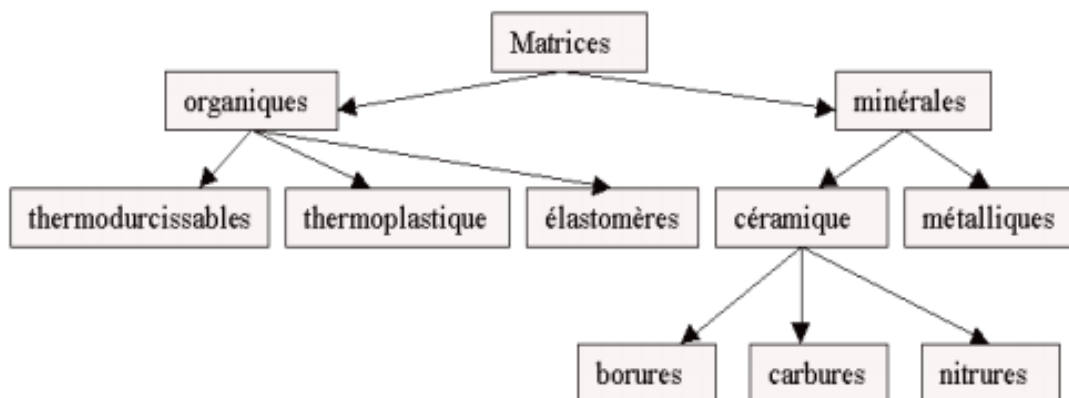 Matrices
organiques
minérales
thermodurcissables
thermoplastique
élastomères
céramique
métalliques
borures
carbures
nitrures